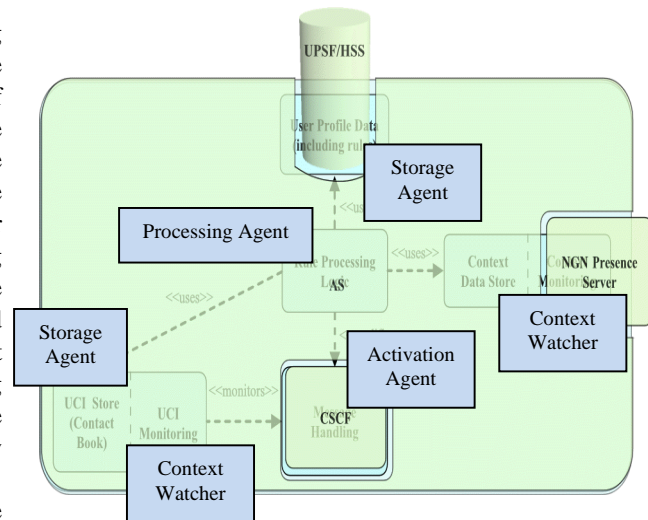 UPSF/HSS
User Profile Data
(including rules)
Storage
Agent
Processing Agent
<<uses>>
Rule Processing
Logic
AS
<<uses>>
Context
Data Store
Monitoring
NGN Presence
Server
<<uses>>
Storage
Agent
Context
Watcher
Activation
Agent
UCI Store
(Contact
Book)
UCI
Monitoring
<<monitors>>
CSCF
Handling
Context
Watcher